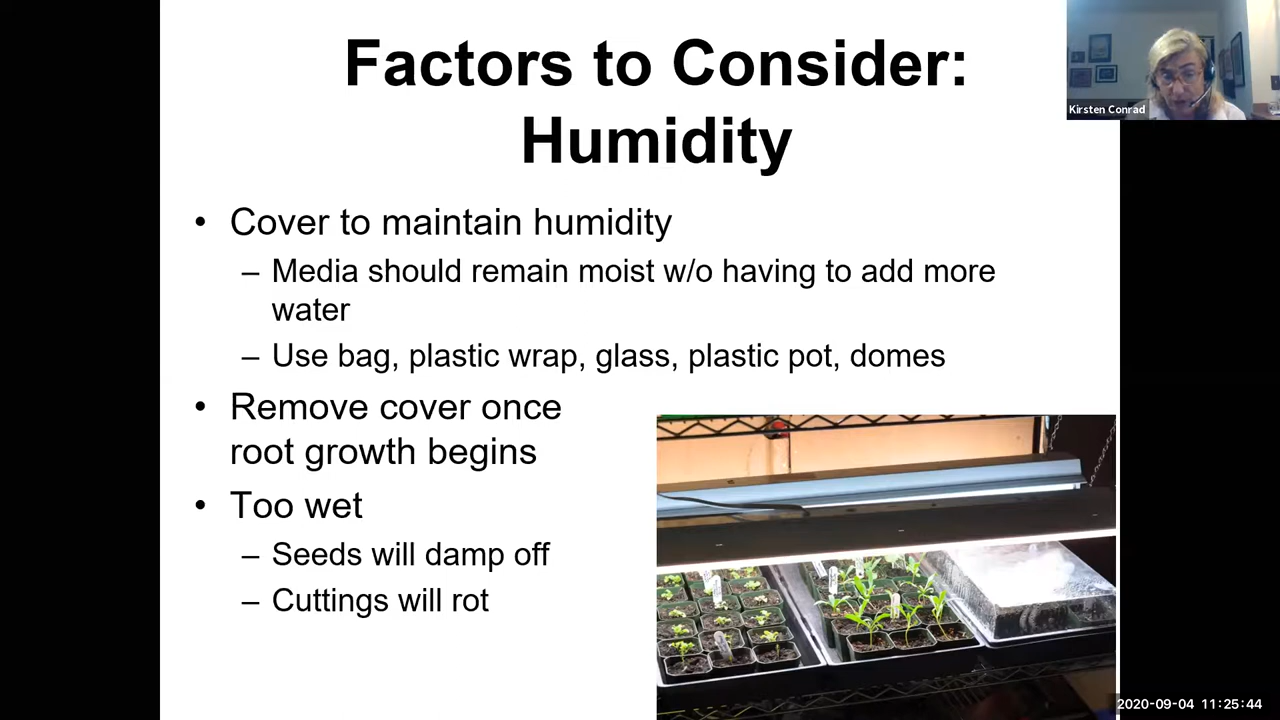 Factors to Consider:
Humidity
Kirsten Conrad
• Cover to maintain humidity
– Media should remain moist w/o having to add more
water
– Use bag, plastic wrap, glass, plastic pot, domes
• Remove cover once
root growth begins
• Too wet
– Seeds will damp off
– Cuttings will rot
2020-09-04 11:25:44